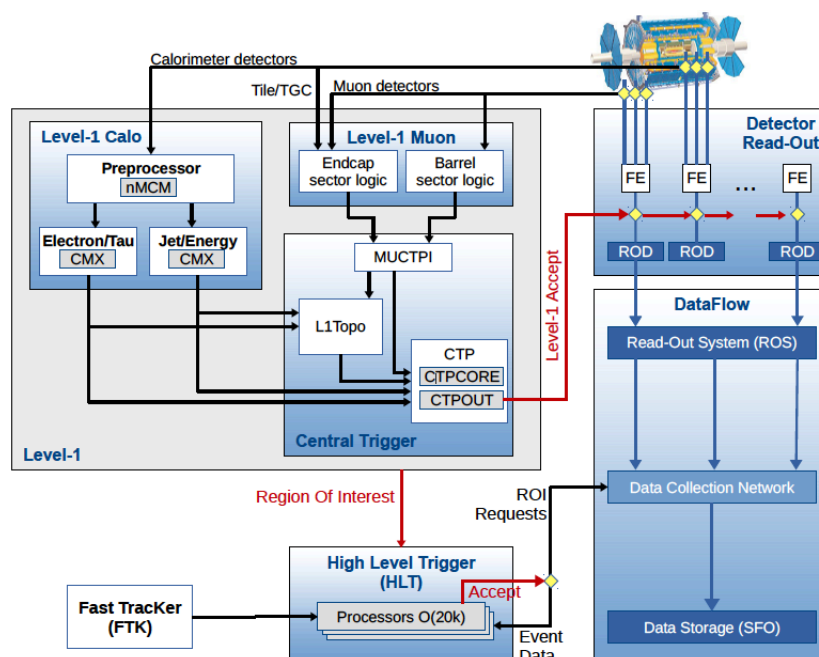 Calorimeter detectors
Tile/TGC
Muon detectors
Level-1 Calo
Preprocessor
nMCM
Electron/Tau
CMX
Jet/Energy
CMX
Level-1 Muon
Endcap
sector logic
Barrel
sector logic
MUCTPI
L1Topo
CTP
CTPCORE
CTPOUT
Central Trigger
Level-1
Level-1 Accept
Detector
Read-Out
FE
FE
...
FE
ROD
ROD
ROD
DataFlow
Read-Out System (ROS)
Data Collection Network
Data Storage (SFO)
Region Of Interest
ROI
Requests
High Level Trigger
(HLT)
Accept
Processors O(20k)
Event
Data
Fast TracKer
(FTK)